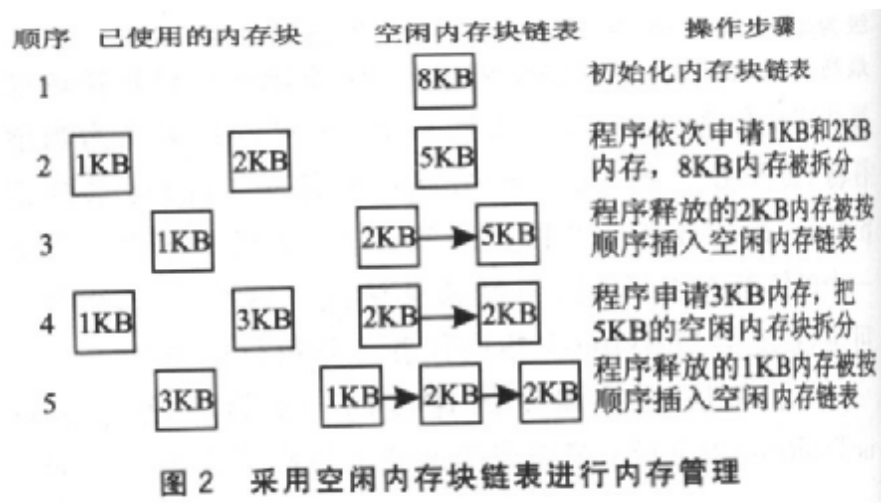 顺序 已使用的内存块 空闲内存块链表 操作步骤
1 8KB 初始化内存块链表
2 1KB 2KB 5KB 程序依次申请1KB和2KB
内存，8KB内存被拆分
3 1KB 2KB 5KB 程序释放的2KB内存被按
顺序插入空闲内存链表
4 1KB 3KB 2KB 2KB 程序申请3KB内存，把
5KB的空闲内存块拆分
5 3KB 1KB 2KB 2KB 程序释放的1KB内存被按
顺序插入空闲内存链表
图 2 采用空闲内存块链表进行内存管理